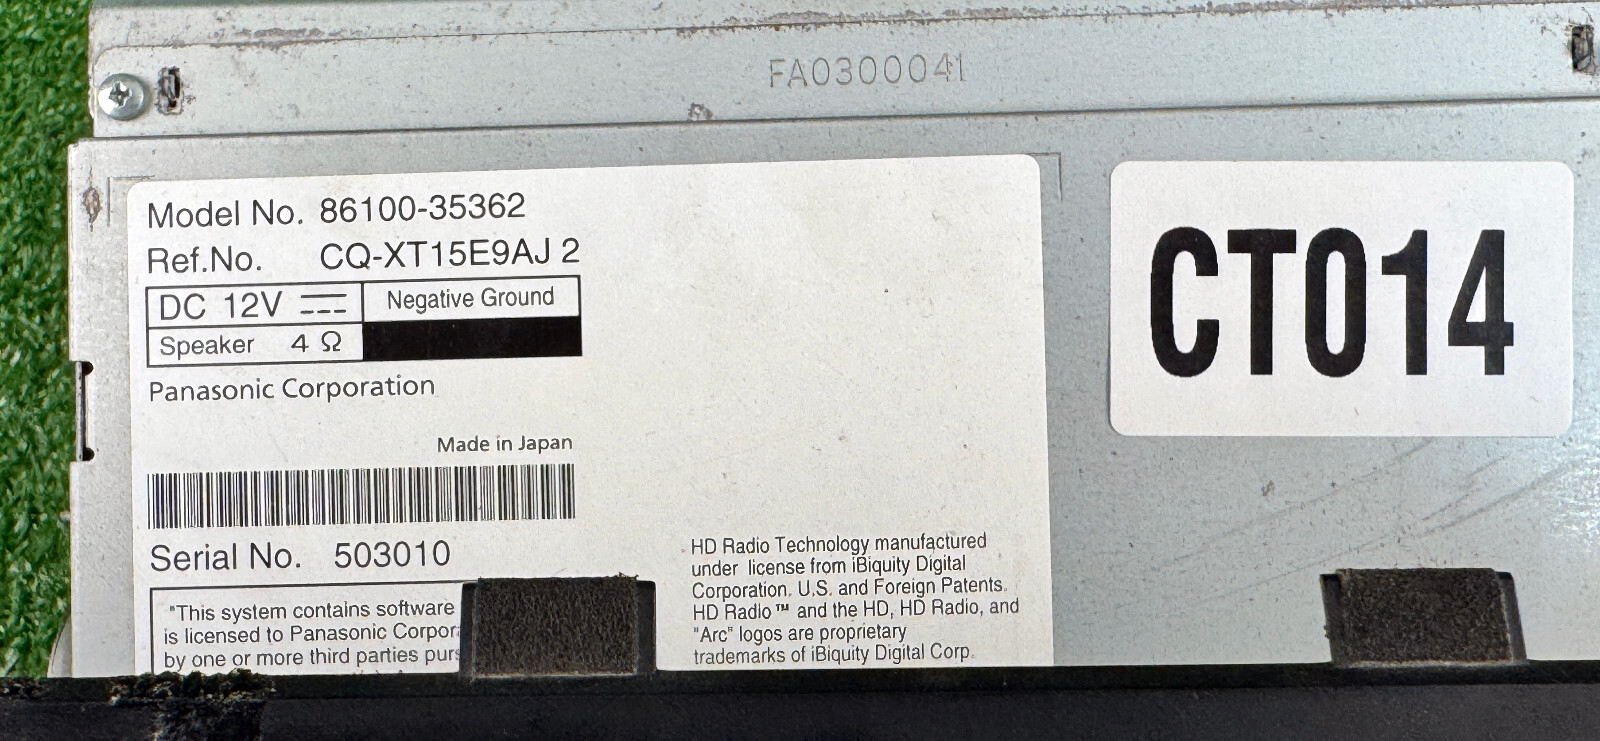 FA0300041
Model No. 86100-35362
Ref.No. CQ-XT15E9AJ 2
DC 12V Negative Ground
Speaker 4 Ω
Panasonic Corporation
Made in Japan
Serial No. 503010
"This system contains software
is licensed to Panasonic Corpor
by one or more third parties purs
HD Radio Technology manufactured
under license from iBiquity Digital
Corporation. U.S. and Foreign Patents.
HD Radio™ and the HD, HD Radio, and
"Arc" logos are proprietary
trademarks of iBiquity Digital Corp.
CT014